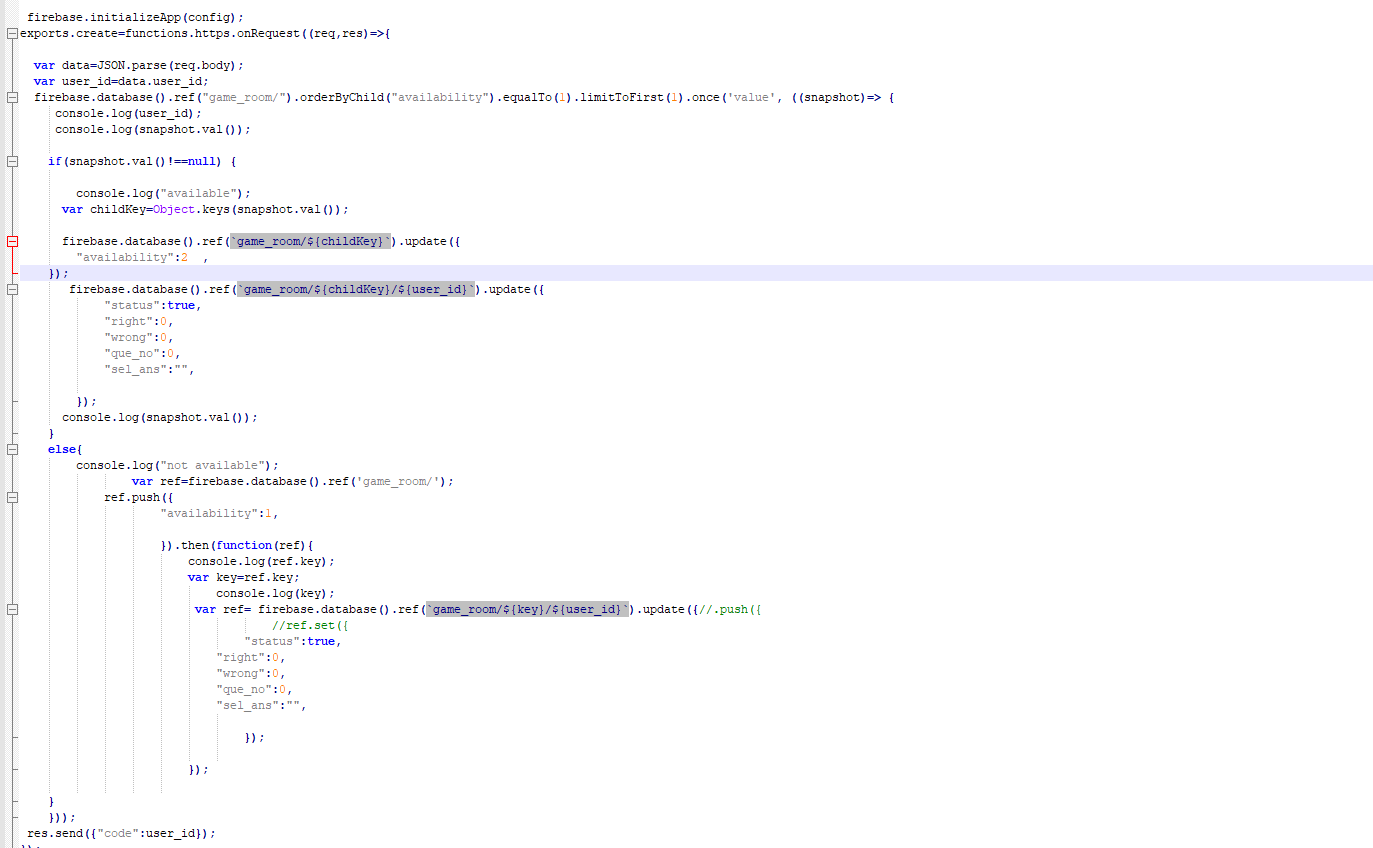 firebase.initializeApp(config);
exports.create=functions.https.onRequest((req,res)=>{
var data=JSON.parse(req.body);
var user_id=data.user_id;
firebase.database().ref("game_room/").orderByChild("availability").equalTo(1).limitToFirst(1).once('value', ((snapshot)=> {
console.log(user_id);
console.log(snapshot.val());
if(snapshot.val()!==null) {
console.log("available");
var childKey=Object.keys(snapshot.val());
firebase.database().ref(`game_room/${childKey}`).update({
"availability":2 ,
});
firebase.database().ref(`game_room/${childKey}/${user_id}`).update({
"status":true,
"right":0,
"wrong":0,
"que_no":0,
"sel_ans":"",
});
console.log(snapshot.val());
}
else{
console.log("not available");
var ref=firebase.database().ref('game_room/');
ref.push({
"availability":1,
}).then(function(ref){
console.log(ref.key);
var key=ref.key;
console.log(key);
var ref= firebase.database().ref(`game_room/${key}/${user_id}`).update({//.push({
//ref.set({
"status":true,
"right":0,
"wrong":0,
"que_no":0,
"sel_ans":"",
});
});
}
}));
res.send({"code":user_id});